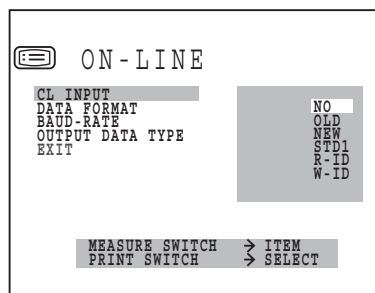 ON-LINE
CL INPUT
DATA FORMAT
BAUD-RATE
OUTPUT DATA TYPE
EXIT
NO
OLD
NEW
STD1
R-ID
W-ID
MEASURE SWITCH → ITEM
PRINT SWITCH → SELECT